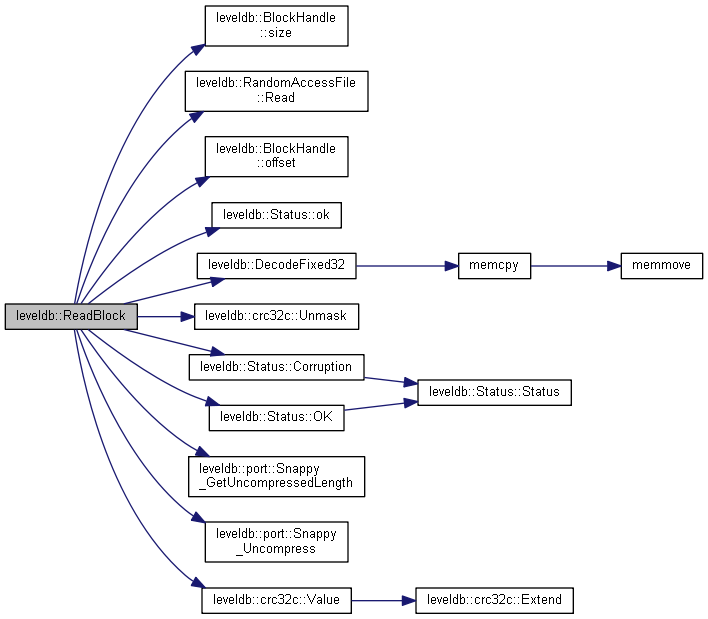 leveldb::BlockHandle
::size
leveldb::RandomAccessFile
::Read
leveldb::BlockHandle
::offset
leveldb::Status::ok
leveldb::DecodeFixed32
memcpy
memmove
leveldb::ReadBlock
leveldb::crc32c::Unmask
leveldb::Status::Corruption
leveldb::Status::Status
leveldb::Status::OK
leveldb::port::Snappy
_GetUncompressedLength
leveldb::port::Snappy
_Uncompress
leveldb::crc32c::Value
leveldb::crc32c::Extend